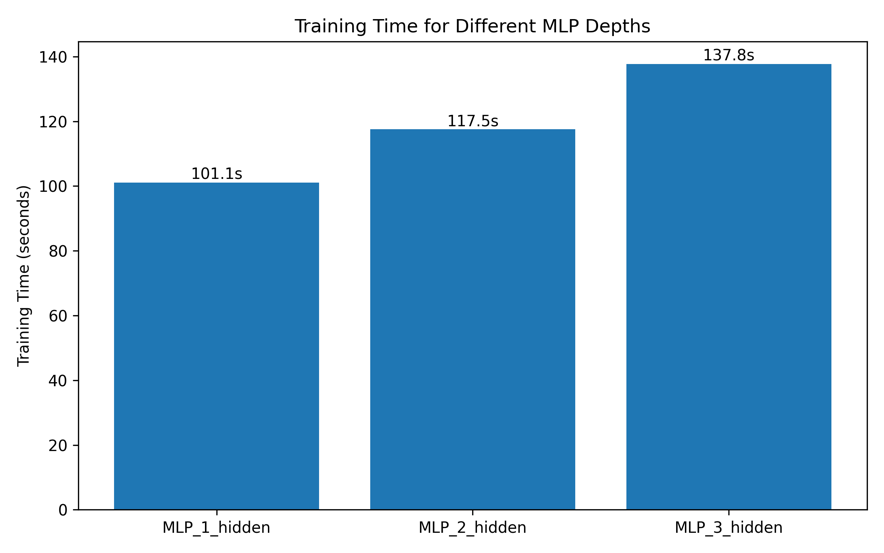 Training Time for Different MLP Depths
Training Time (seconds)
140
120
100
80
60
40
20
0
101.1s
117.5s
137.8s
MLP_1_hidden
MLP_2_hidden
MLP_3_hidden